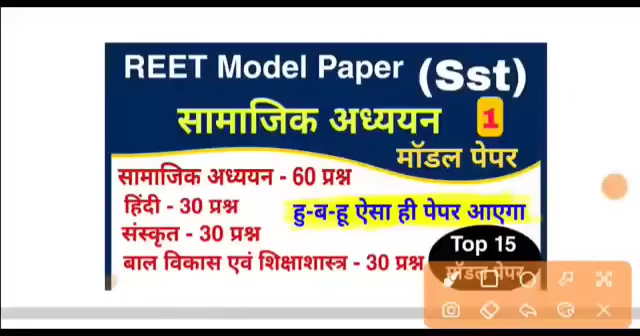 REET Model Paper (Sst)
सामाजिक अध्ययन 1
मॉडल पेपर
सामाजिक अध्ययन - 60 प्रश्न
हिंदी - 30 प्रश्न
हु-ब-हू ऐसा ही पेपर आएगा
संस्कृत - 30 प्रश्न
बाल विकास एवं शिक्षाशास्त्र - 30 प्रश्न
Top 15
मॉडल पेपर